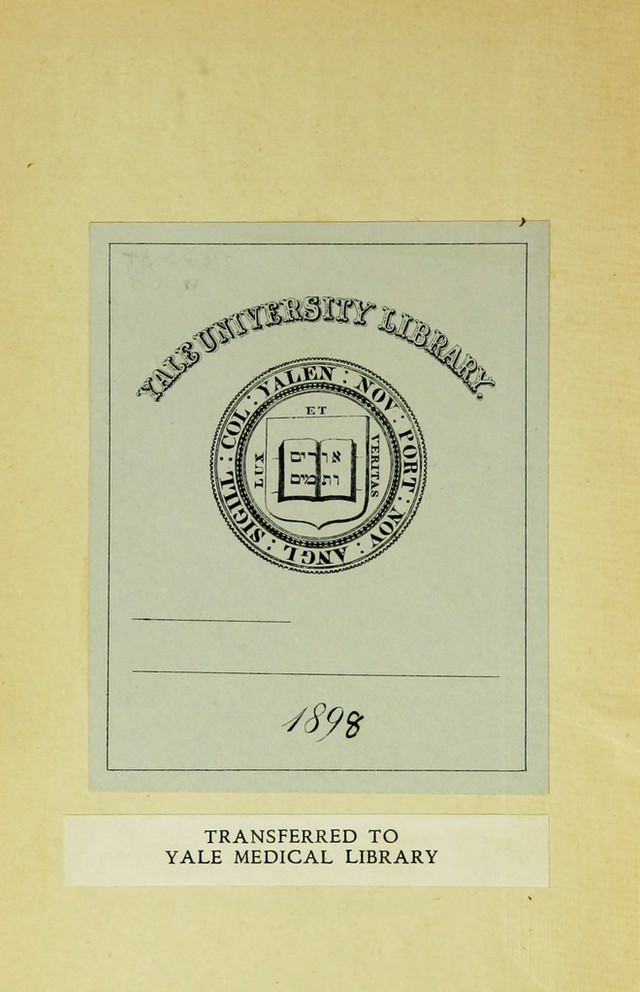 YALE UNIVERSITY LIBRARY.
SIGILL : COL : YALEN : NOV : PORT : NOV : ANGL :
ET
LUX
VERITAS
אורים
ותמים
1898
TRANSFERRED TO
YALE MEDICAL LIBRARY